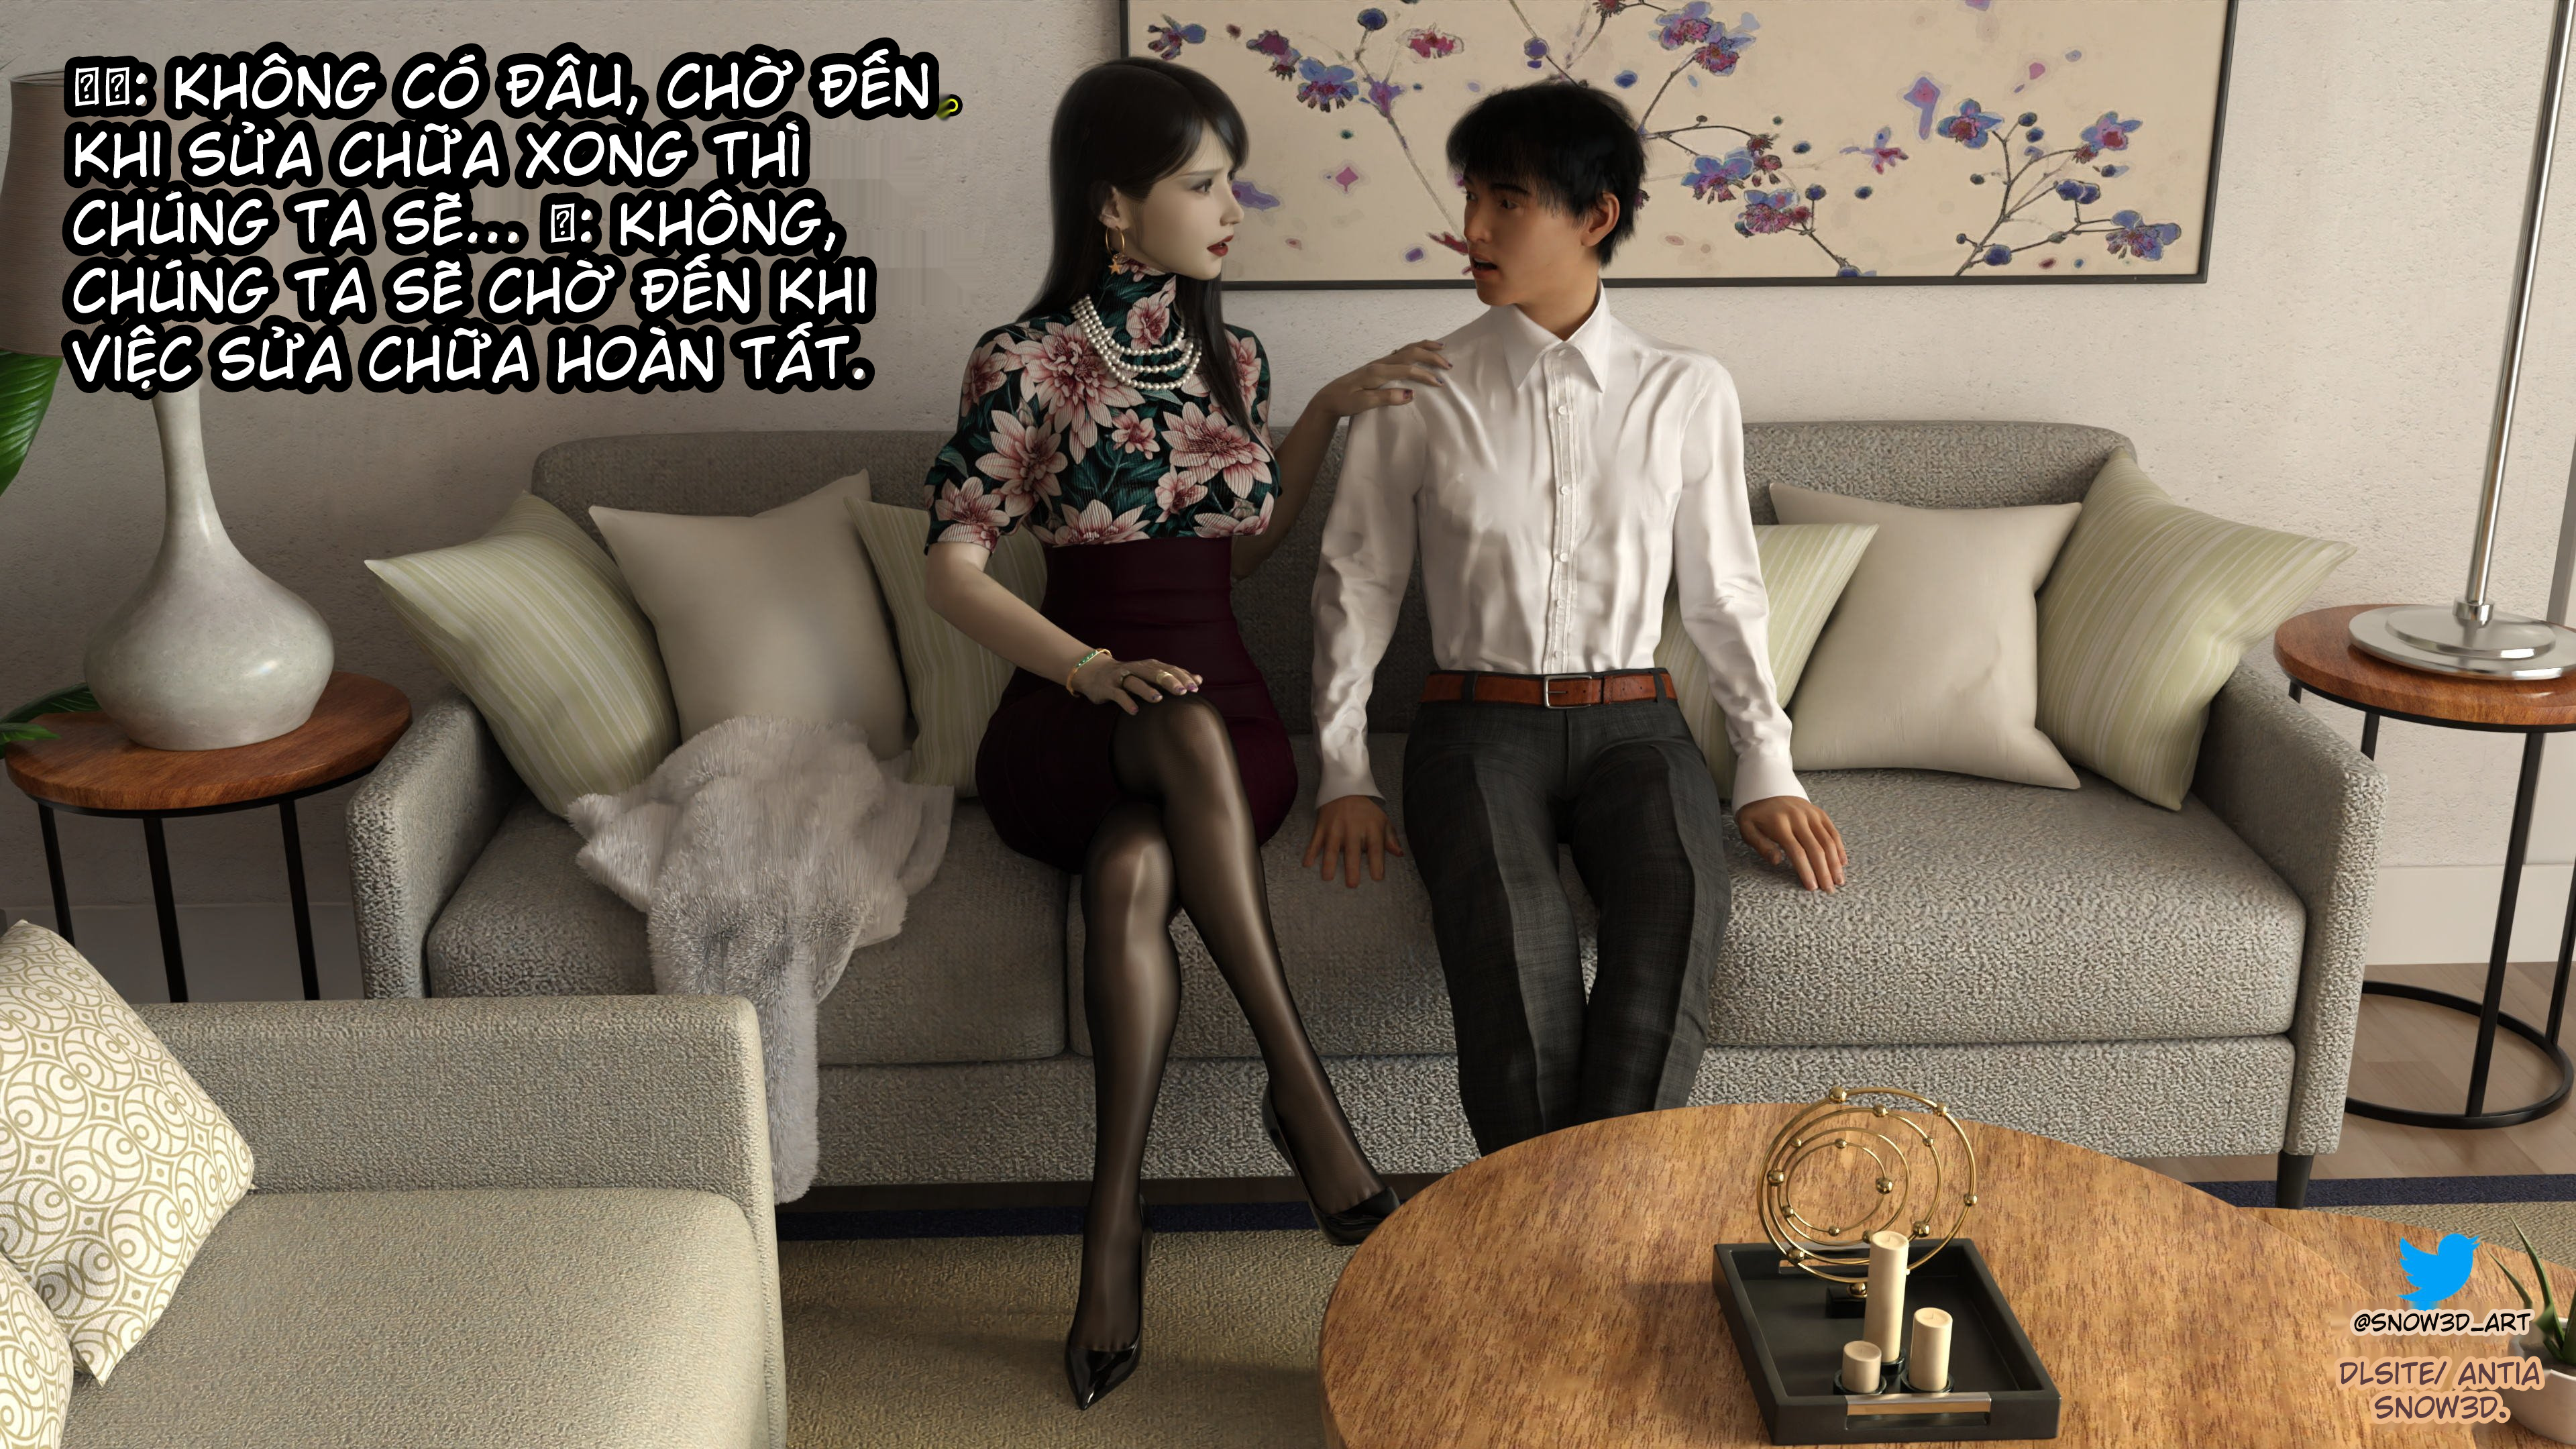 : KHÔNG CÓ ĐÂU, CHỜ ĐẾN
KHI SỬA CHỮA XONG THÌ
CHÚNG TA SẼ... : KHÔNG,
CHÚNG TA SẼ CHỜ ĐẾN KHI
VIỆC SỬA CHỮA HOÀN TẤT.
@SNOW3D_ART
DLSITE/ ANTIA
SNOW3D.